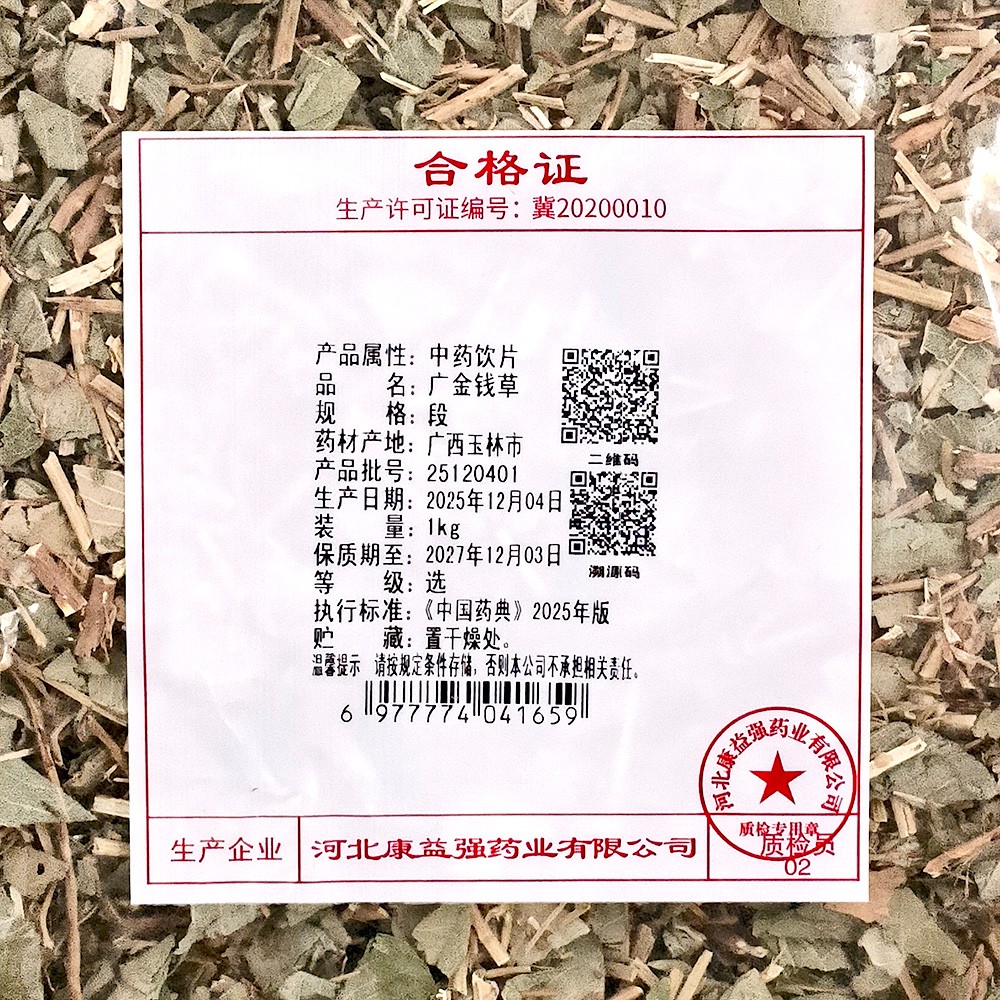 合格证
生产许可证编号：冀20200010
产品属性：中药饮片
品名：广金钱草
规格：段
药材产地：广西玉林市
产品批号：25120401
生产日期：2025年12月04日
装量：1kg
保质期至：2027年12月03日
等级：选
执行标准：《中国药典》2025年版
贮藏：置干燥处。
温馨提示 请按规定条件存储，否则本公司不承担相关责任。
二维码
溯源码
6 977774 041659
河北康益强药业有限公司
质检专用章
生产企业 河北康益强药业有限公司 质检员
02